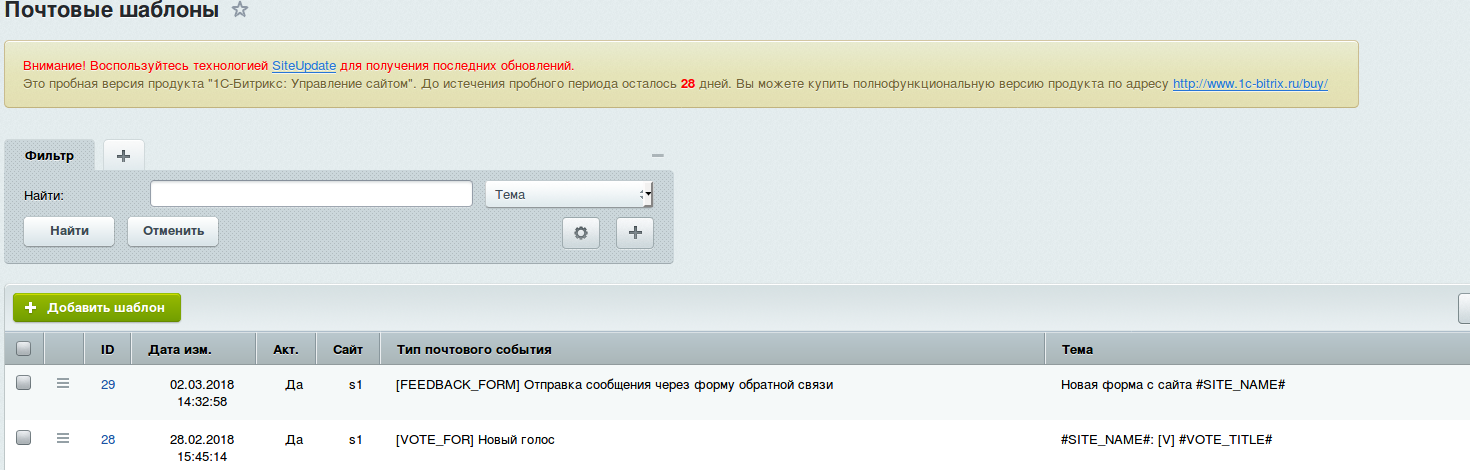 Почтовые шаблоны
Внимание! Воспользуйтесь технологией SiteUpdate для получения последних обновлений.
Это пробная версия продукта "1С-Битрикс: Управление сайтом". До истечения пробного периода осталось 28 дней. Вы можете купить полнофункциональную версию продукта по адресу http://www.1c-bitrix.ru/buy/
Фильтр
Найти: Тема
Найти Отменить
Добавить шаблон
ID Дата изм. Акт. Сайт Тип почтового события Тема
29 02.03.2018 Да s1 [FEEDBACK_FORM] Отправка сообщения через форму обратной связи Новая форма с сайта #SITE_NAME#
14:32:58
28 28.02.2018 Да s1 [VOTE_FOR] Новый голос #SITE_NAME#: [V] #VOTE_TITLE#
15:45:14